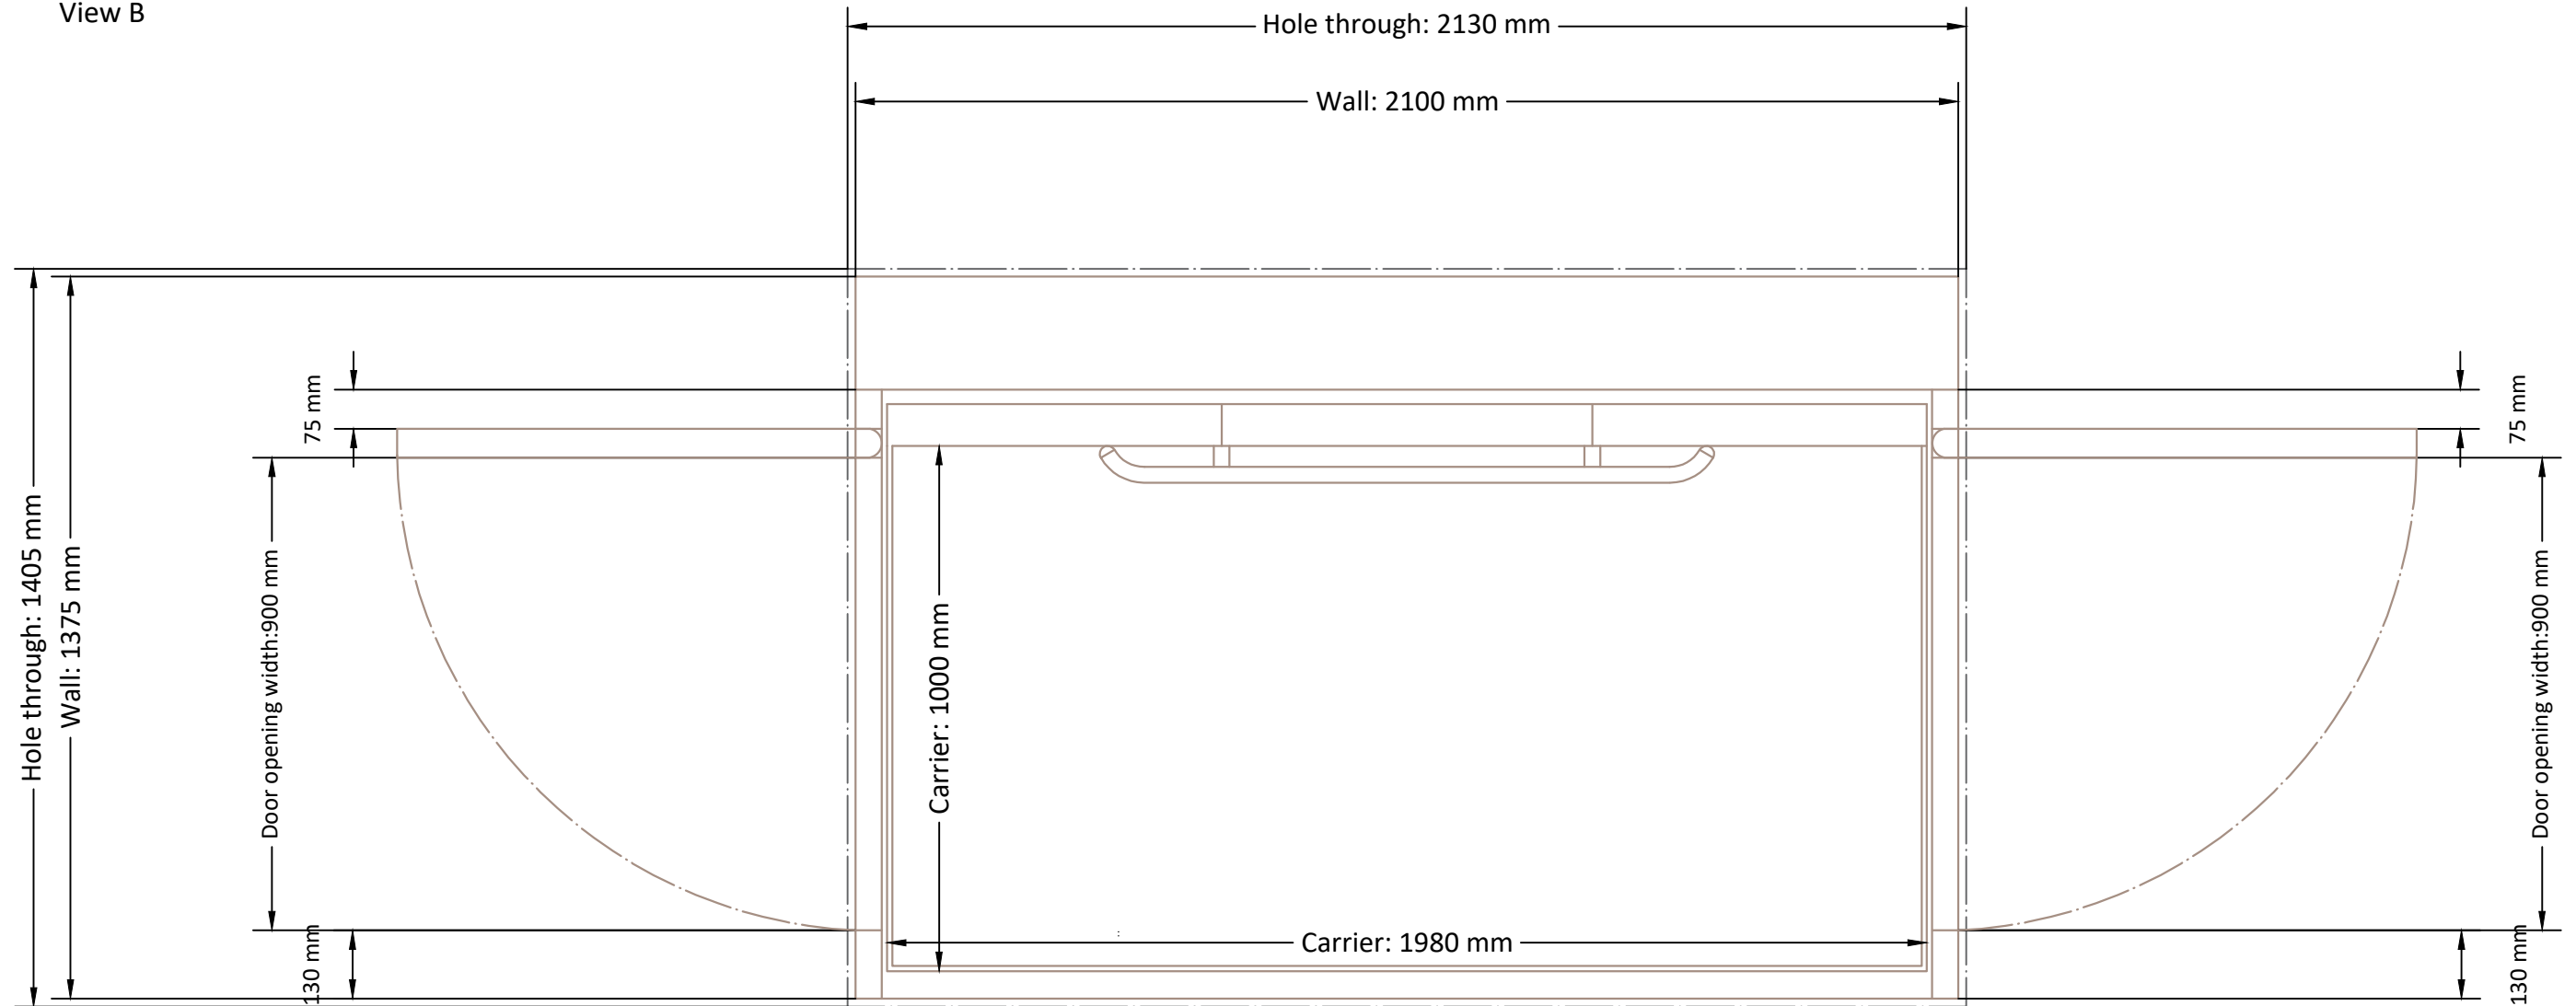 View B
Hole through: 2130 mm
Wall: 2100 mm
75 mm
75 mm
Hole through: 1405 mm
Wall: 1375 mm
Door opening width:900 mm
Carrier: 1000 mm
Door opening width:900 mm
Carrier: 1980 mm
130 mm
130 mm